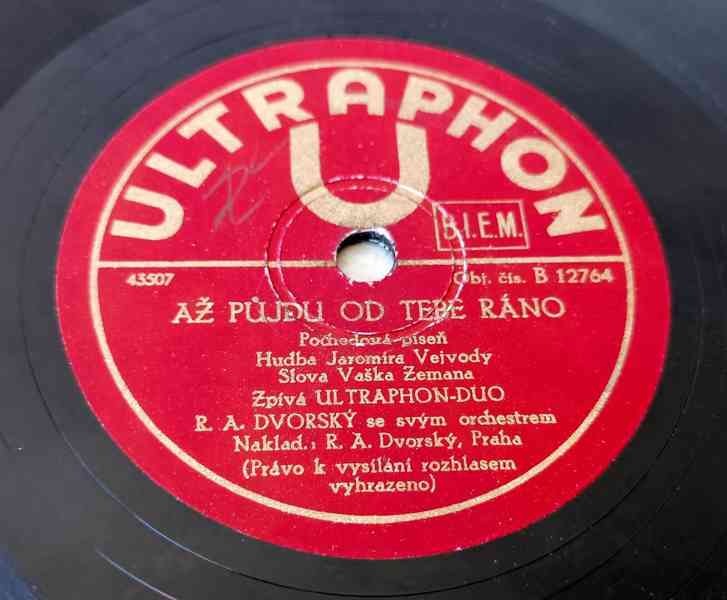 ULTRAPHON
U
B.I.E.M.
43507
Obj. čís. B 12764
AŽ PŮJDU OD TEBE RÁNO
Pochodová-píseň
Hudba Jaromíra Vejvody
Slova Vaška Zemana
Zpívá ULTRAPHON-DUO
R. A. DVORSKÝ se svým orchestrem
Naklad.: R. A. Dvorský, Praha
(Právo k vysílání rozhlasem
vyhrazeno)